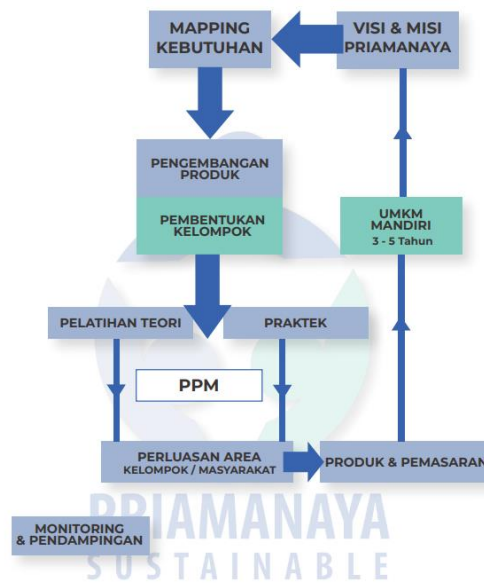 MAPPING
KEBUTUHAN
VISI & MISI
PRIAMANAYA
PENGEMBANGAN
PRODUK
PEMBENTUKAN
KELOMPOK
UMKM
MANDIRI
3 - 5 Tahun
PELATIHAN TEORI
PRAKTEK
PPM
PERLUASAN AREA
KELOMPOK / MASYARAKAT
PRODUK & PEMASARAN
MONITORING
& PENDAMPINGAN
PRIAMANAYA
SUSTAINABLE